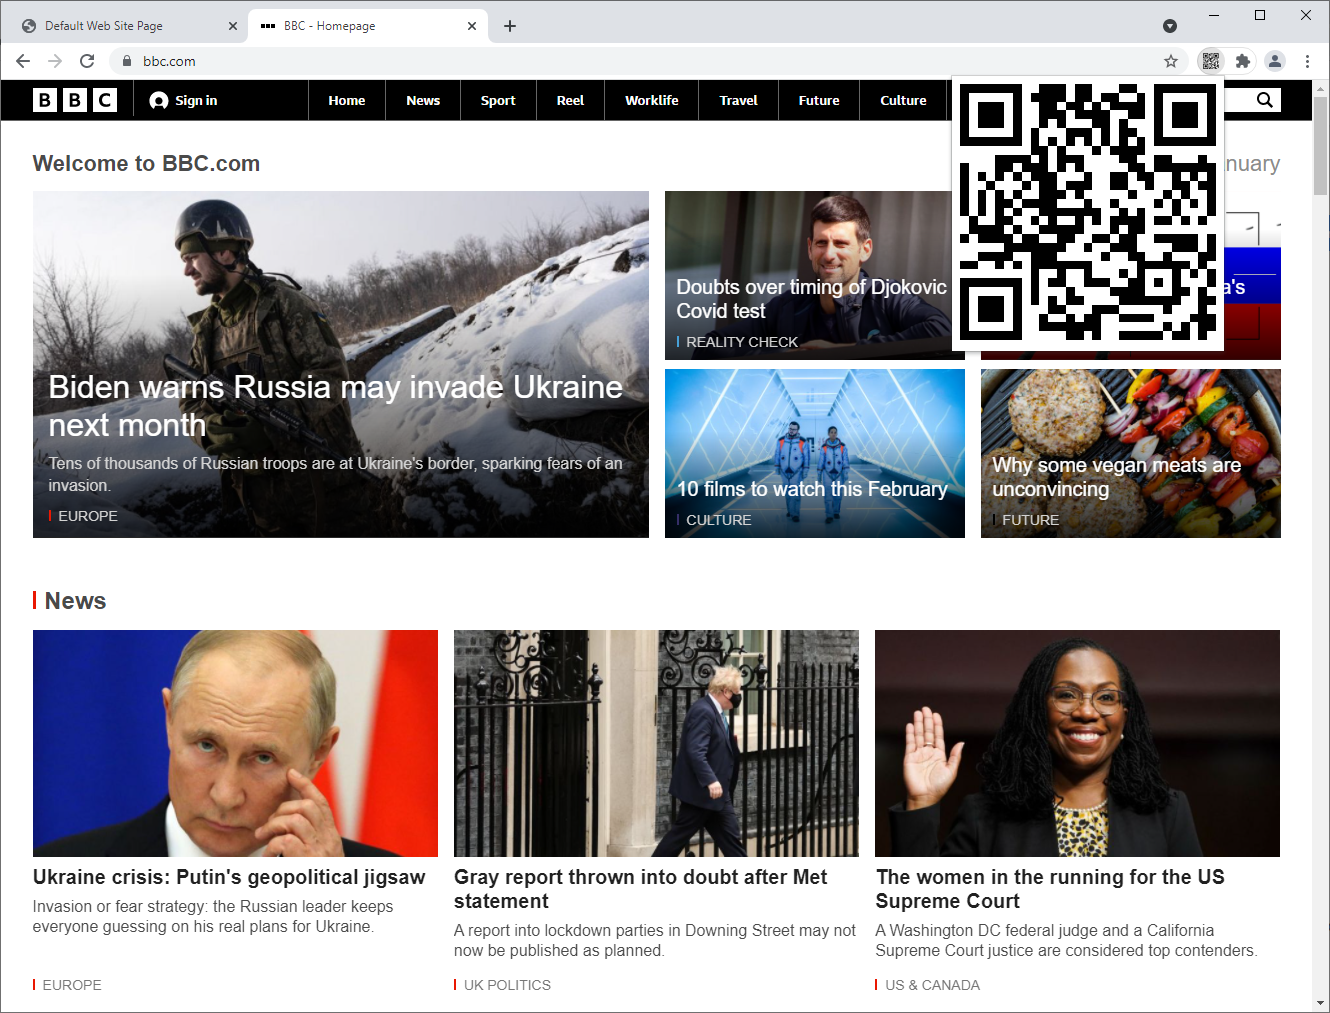 Default Web Site Page
BBC - Homepage
bbc.com
BBC
Sign in
Home
News
Sport
Reel
Worklife
Travel
Future
Culture
Welcome to BBC.com
nuary
Biden warns Russia may invade Ukraine
next month
Tens of thousands of Russian troops are at Ukraine's border, sparking fears of an
invasion.
EUROPE
Doubts over timing of Djokovic
Covid test
REALITY CHECK
a's
10 films to watch this February
CULTURE
Why some vegan meats are
unconvincing
FUTURE
News
Ukraine crisis: Putin's geopolitical jigsaw
Invasion or fear strategy: the Russian leader keeps
everyone guessing on his real plans for Ukraine.
EUROPE
Gray report thrown into doubt after Met
statement
A report into lockdown parties in Downing Street may not
now be published as planned.
UK POLITICS
The women in the running for the US
Supreme Court
A Washington DC federal judge and a California
Supreme Court justice are considered top contenders.
US & CANADA